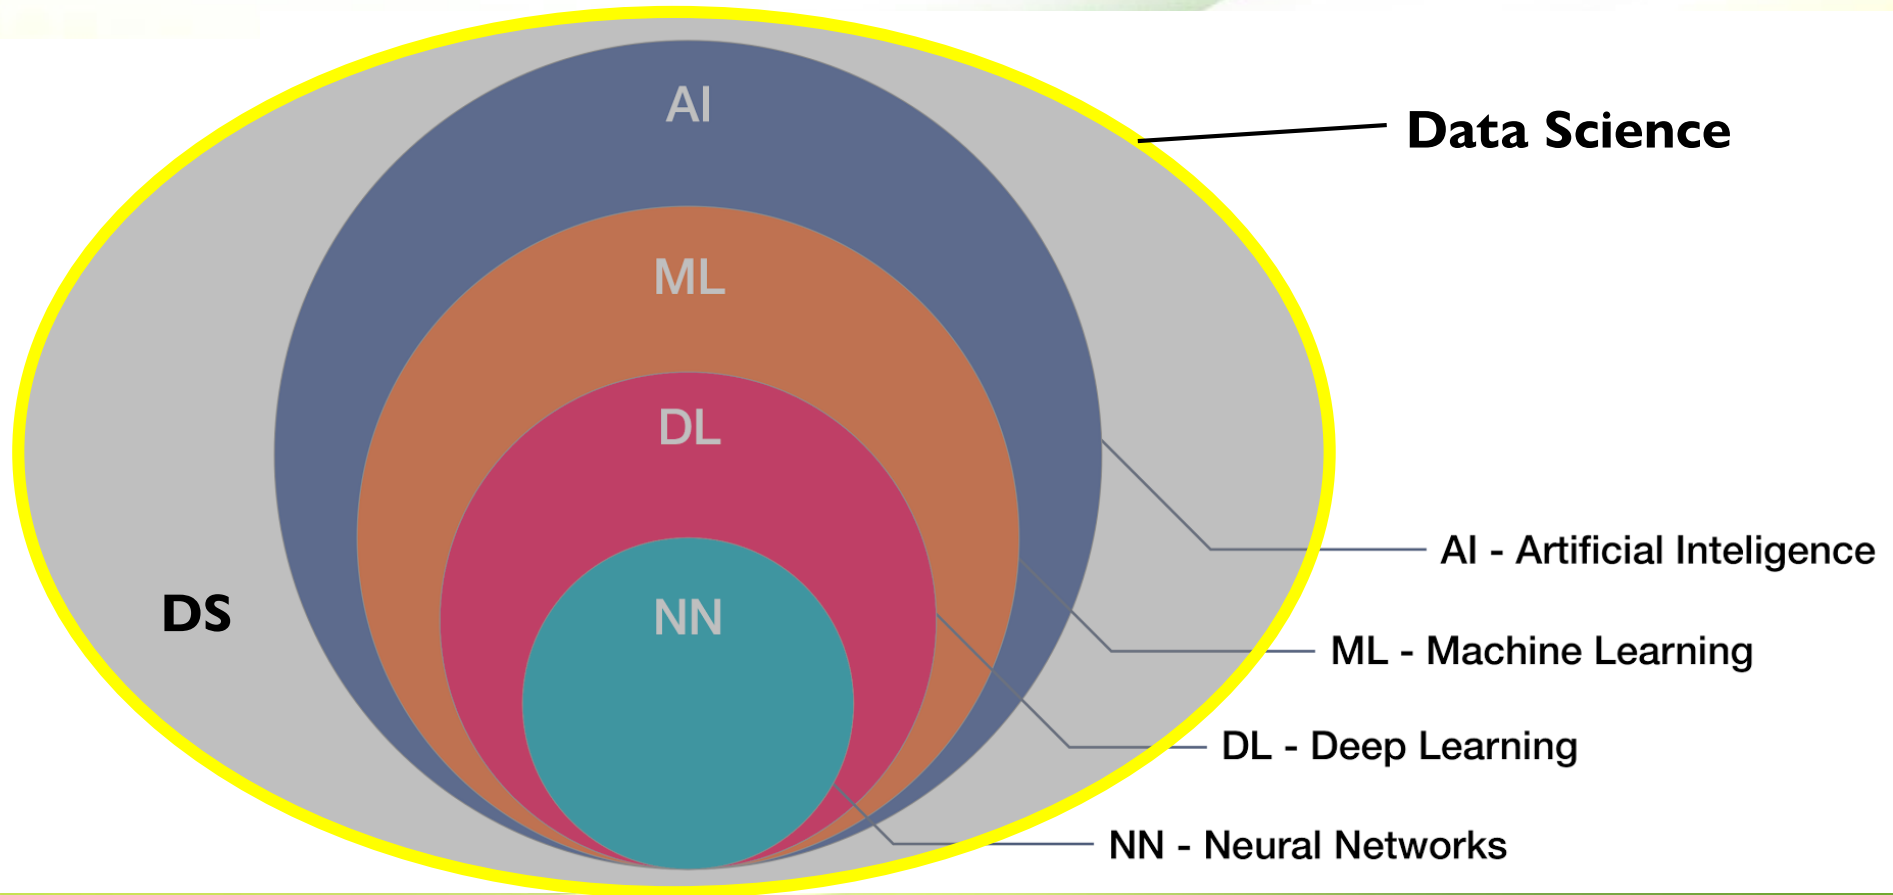 AI
Data Science
ML
DL
AI - Artificial Inteligence
DS
NN
ML - Machine Learning
DL - Deep Learning
NN - Neural Networks